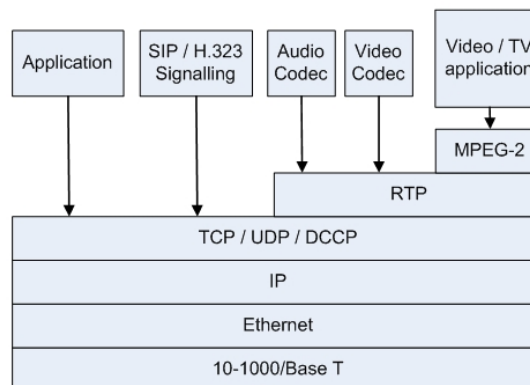 Application
SIP / H.323
Signalling
Audio
Codec
Video
Codec
Video / TV
application
MPEG-2
RTP
TCP / UDP / DCCP
IP
Ethernet
10-1000/Base T